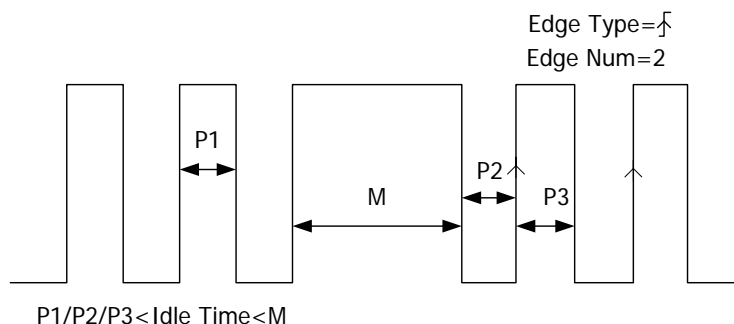 Edge Type=
Edge Num=2
P1
P2
M
P3
P1/P2/P3<Idle Time<M